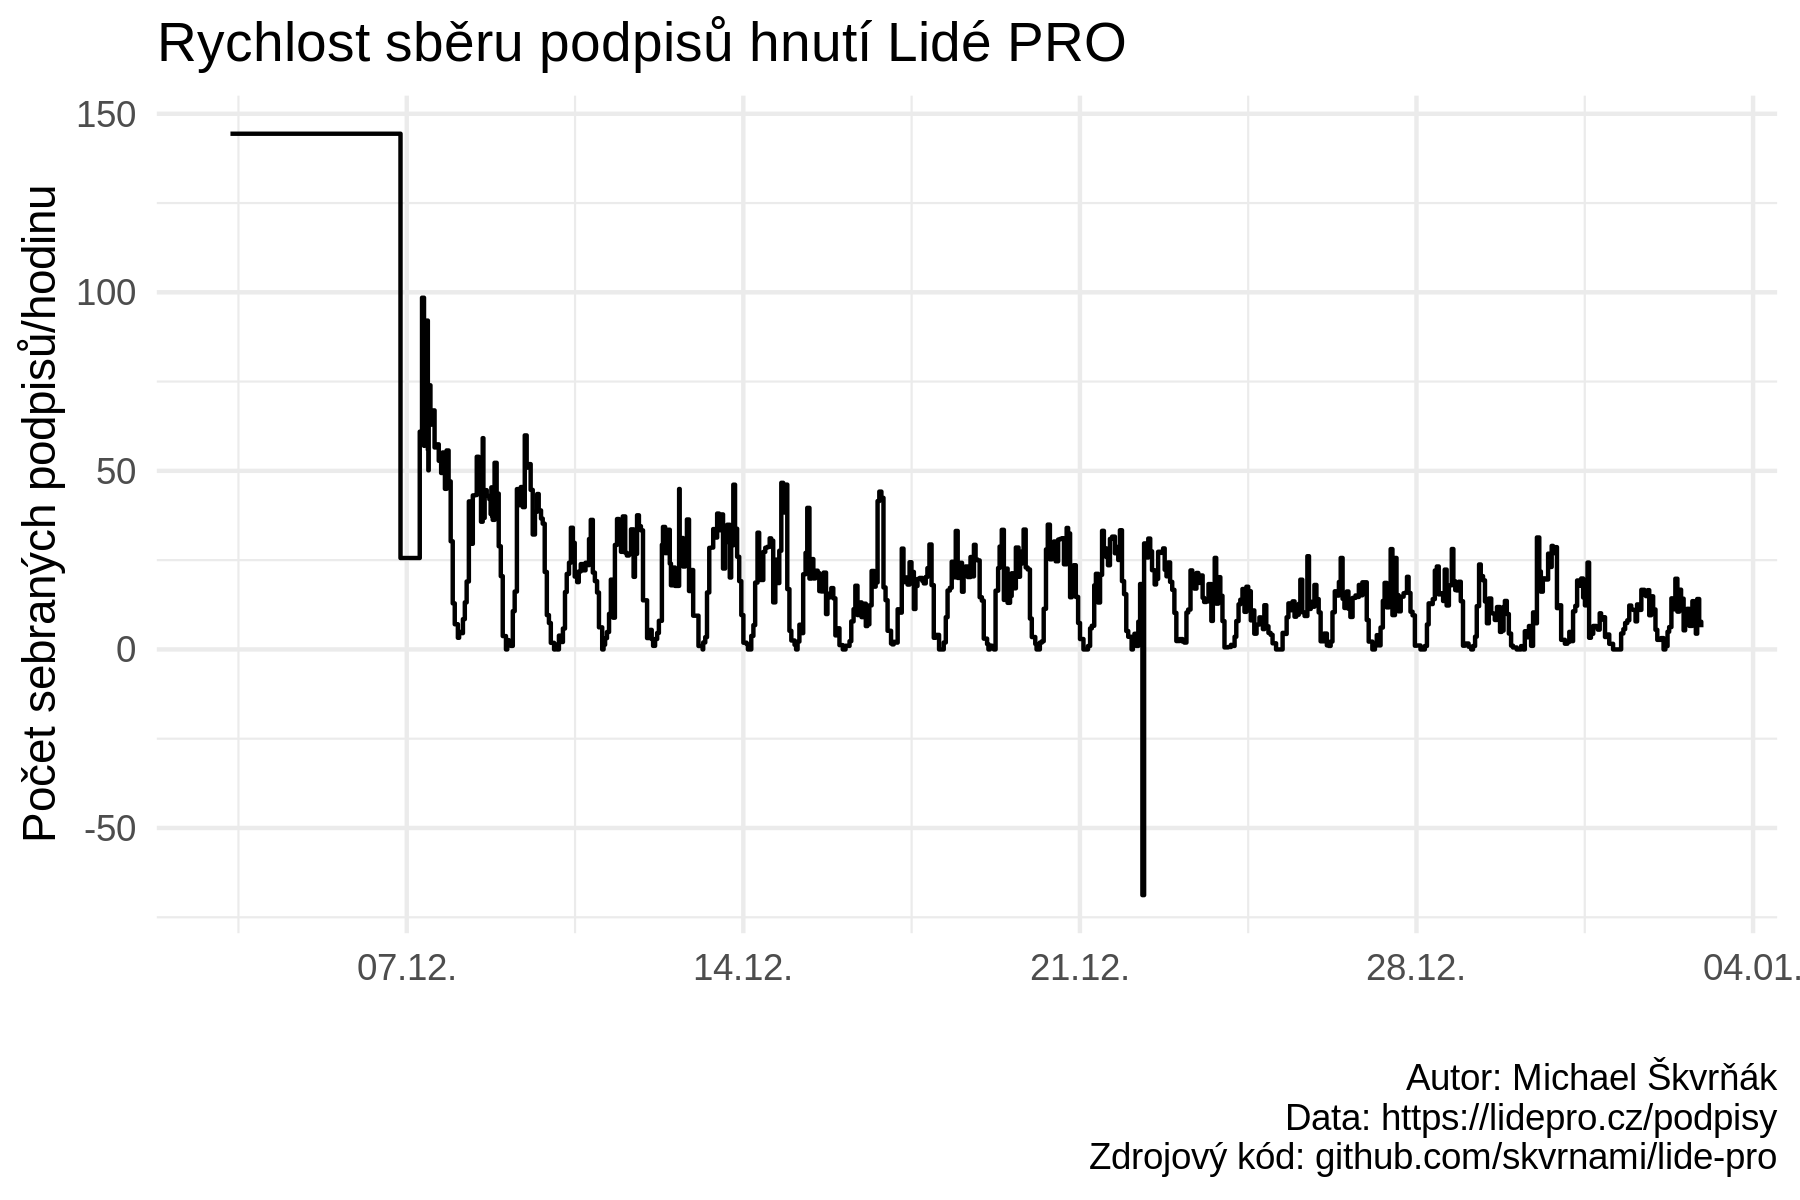 Rychlost sběru podpisů hnutí Lidé PRO
Počet sebraných podpisů/hodinu
150
100
50
0
-50
07.12.
14.12.
21.12.
28.12.
04.01.
Autor: Michael Škvrňák
Data: https://lidepro.cz/podpisy
Zdrojový kód: github.com/skvrnami/lide-pro